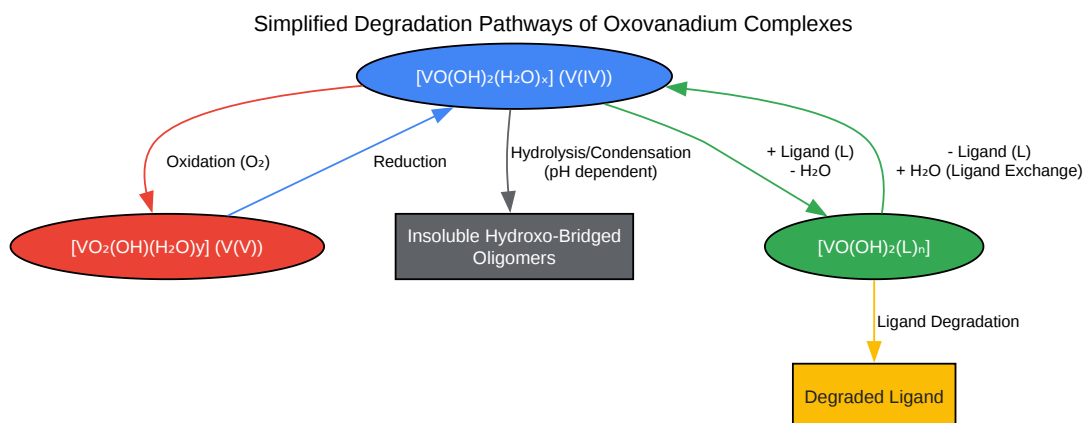 Simplified Degradation Pathways of Oxovanadium Complexes
[VO(OH)₂(H₂O)ₓ] (V(IV))
Oxidation (O₂)
Reduction
Hydrolysis/Condensation
(pH dependent)
+ Ligand (L)
- H₂O
- Ligand (L)
+ H₂O (Ligand Exchange)
[VO₂(OH)(H₂O)y] (V(V))
Insoluble Hydroxo-Bridged
Oligomers
[VO(OH)₂(L)ₙ]
Ligand Degradation
Degraded Ligand